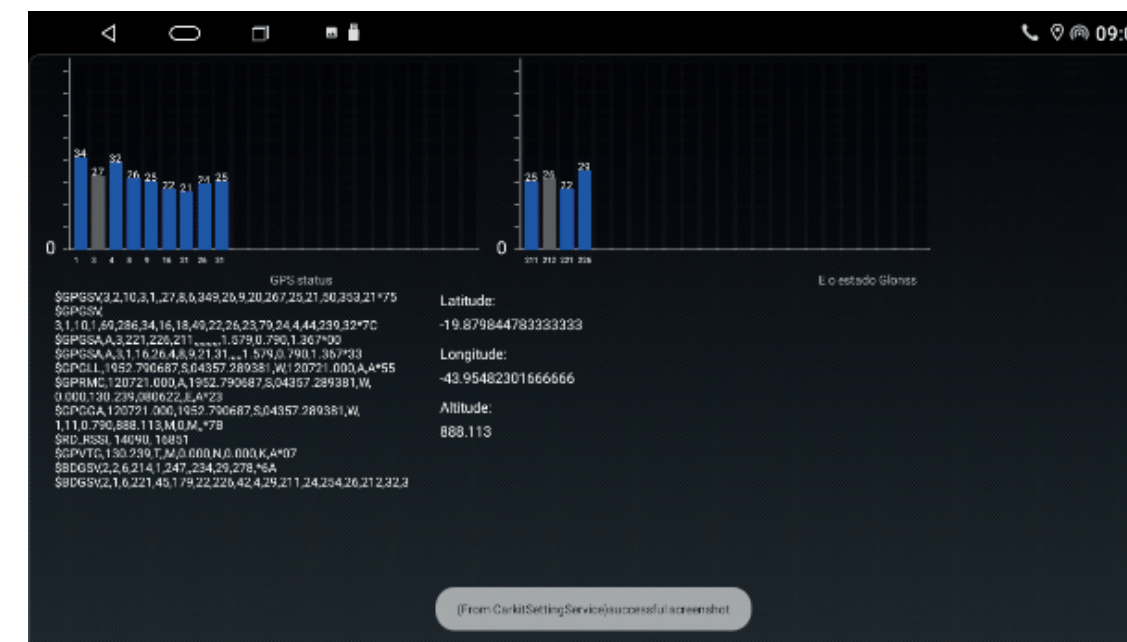 09:0
34 27 32 26 25 22 21 24 25
0
1 3 4 8 9 16 21 26 31
GPS status
25 26 22 29
0
211 212 221 226
E o estado Glonss
$GPGSV,3,2,10,3,1,,27,8,6,349,26,9,20,267,25,21,50,353,21*75
$GPGSV,
3,1,10,1,69,286,34,16,18,49,22,26,23,79,24,4,44,239,32*7C
$GPGSA,A,3,221,226,211,,,,,,1.579,0.790,1.367*00
$GPGSA,A,3,1,16,26,4,8,9,21,31,,,,1.579,0.790,1.367*33
$GPGLL,1952.790687,S,04357.289381,W,120721.000,A,A*55
$GPRMC,120721.000,A,1952.790687,S,04357.289381,W,
0.000,130.239,080622,,E,A*23
$GPGGA,120721.000,1952.790687,S,04357.289381,W,
1,11,0.790,888.113,M,0,M,,*7B
$RD_RSSI, 14090, 16851
$GPVTG,130.239,T,,M,0.000,N,0.000,K,A*07
$BDGSV,2,2,6,214,1,247,,234,29,278,*6A
$BDGSV,2,1,6,221,45,179,22,226,42,4,29,211,24,254,26,212,32,3
Latitude:
-19.879844783333333
Longitude:
-43.95482301666666
Altitude:
888.113
(From CarkitSettingService)successful screenshot